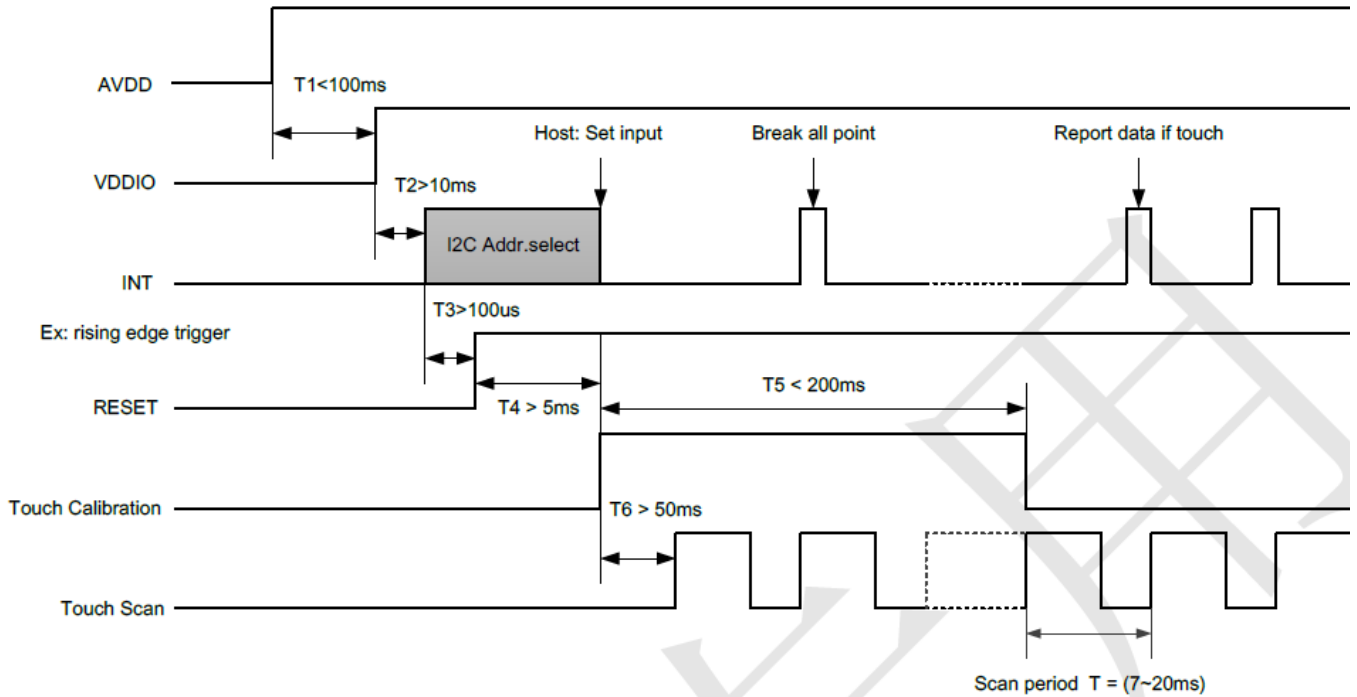 AVDD
T1<100ms
Host: Set input
Break all point
Report data if touch
VDDIO
T2>10ms
I2C Addr.select
INT
T3>100us
Ex: rising edge trigger
T5 < 200ms
RESET
T4 > 5ms
Touch Calibration
T6 > 50ms
Touch Scan
Scan period T = (7~20ms)